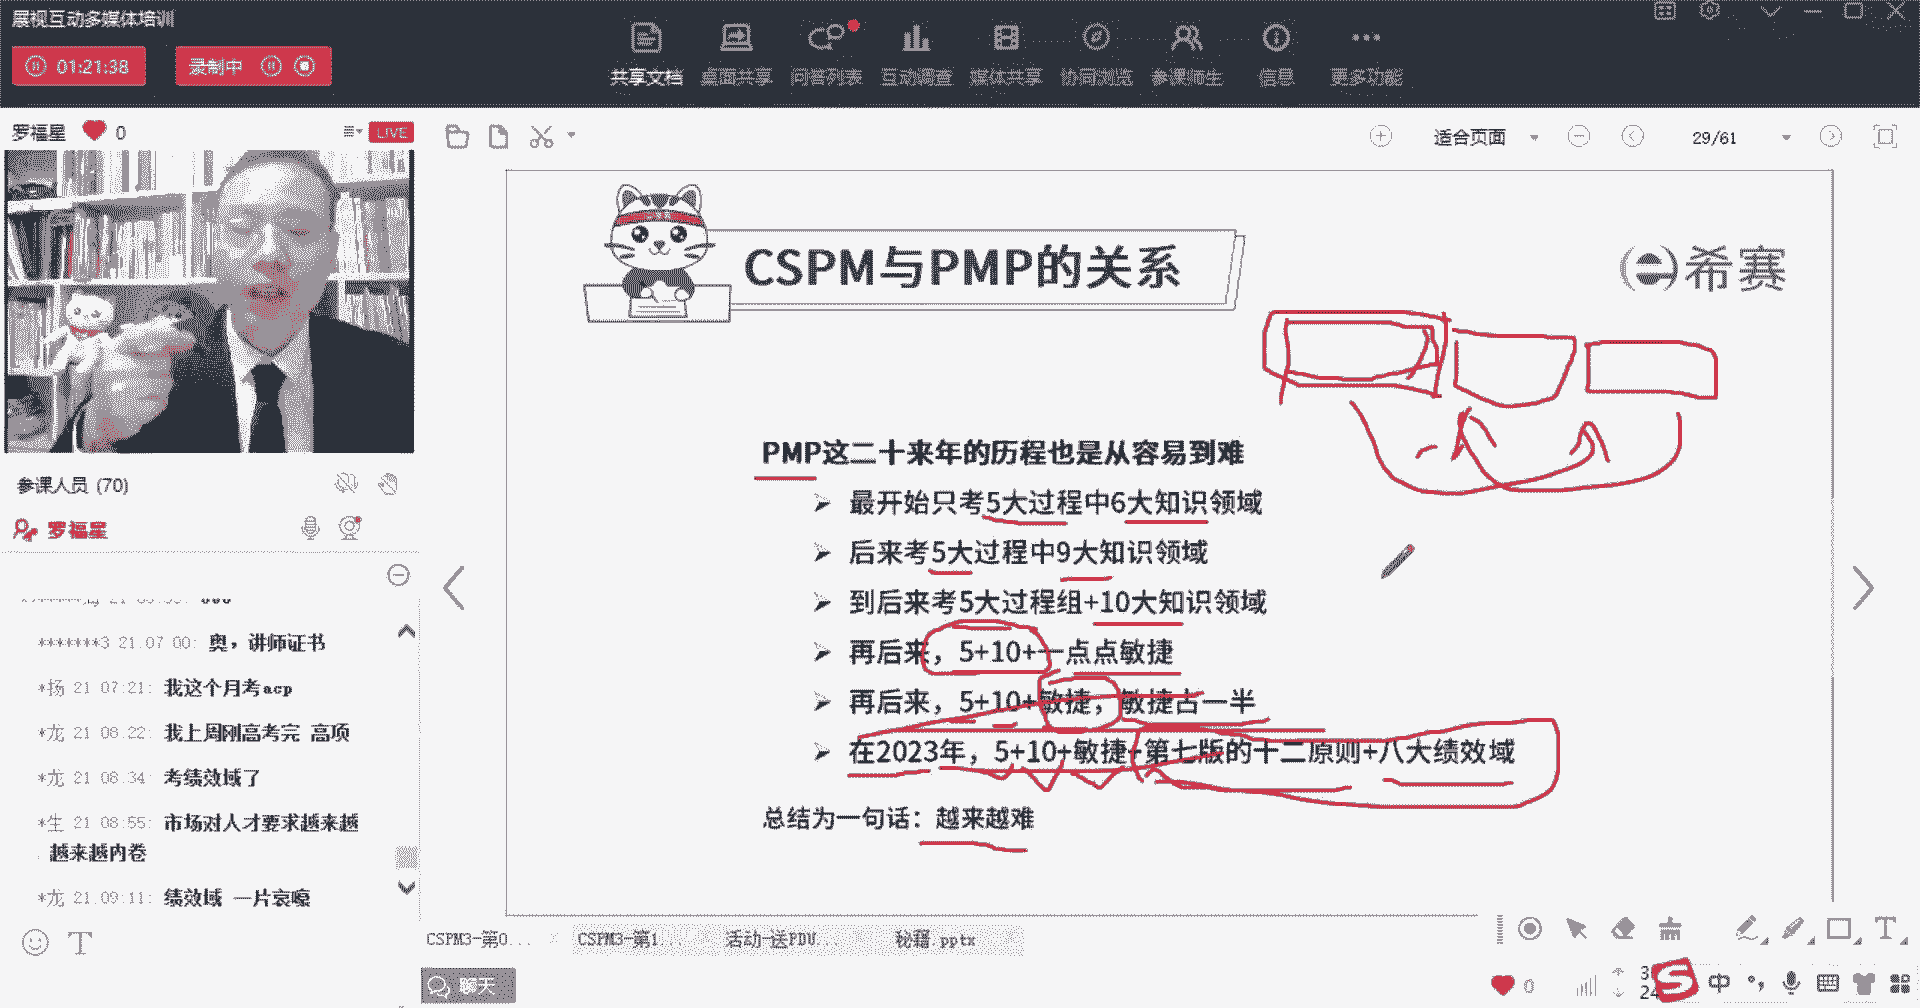 展视互动多媒体培训
01:21:38
录制中
共享文档
桌面共享
问答列表
互动调查
媒体共享
协同浏览
参课师生
信息
更多功能
罗福星
0
LIVE
适合页面
29/61
参课人员 (70)
罗福星
*******3 21:07:00: 奥，讲师证书
*扬 21:07:21: 我这个月考acp
*龙 21:08:22: 我上周刚高考完 高项
*龙 21:08:34: 考绩效域了
*生 21:08:55: 市场对人才要求越来越
越来越内卷
*龙 21:09:11: 绩效域 一片哀嚎
CSPM与PMP的关系
希赛
PMP这二十来年的历程也是从容易到难
最开始只考5大过程中6大知识领域
后来考5大过程中9大知识领域
到后来考5大过程组+10大知识领域
再后来，5+10+一点点敏捷
再后来，5+10+敏捷，敏捷占一半
在2023年，5+10+敏捷+第七版的十二原则+八大绩效域
总结为一句话：越来越难
CSPM3-第0...
CSPM3-第1...
活动-送PDU...
秘籍.pptx
聊天
0
中